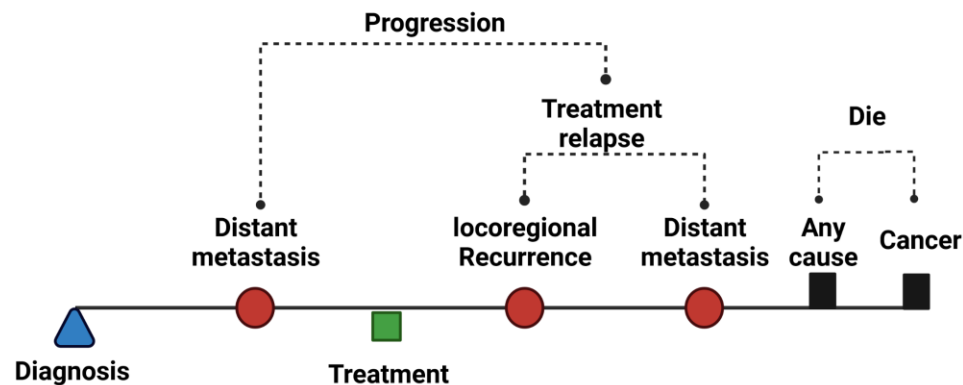 Progression
Treatment
relapse
Die
Distant
metastasis
locoregional
Recurrence
Distant
metastasis
Any
cause
Cancer
Diagnosis
Treatment